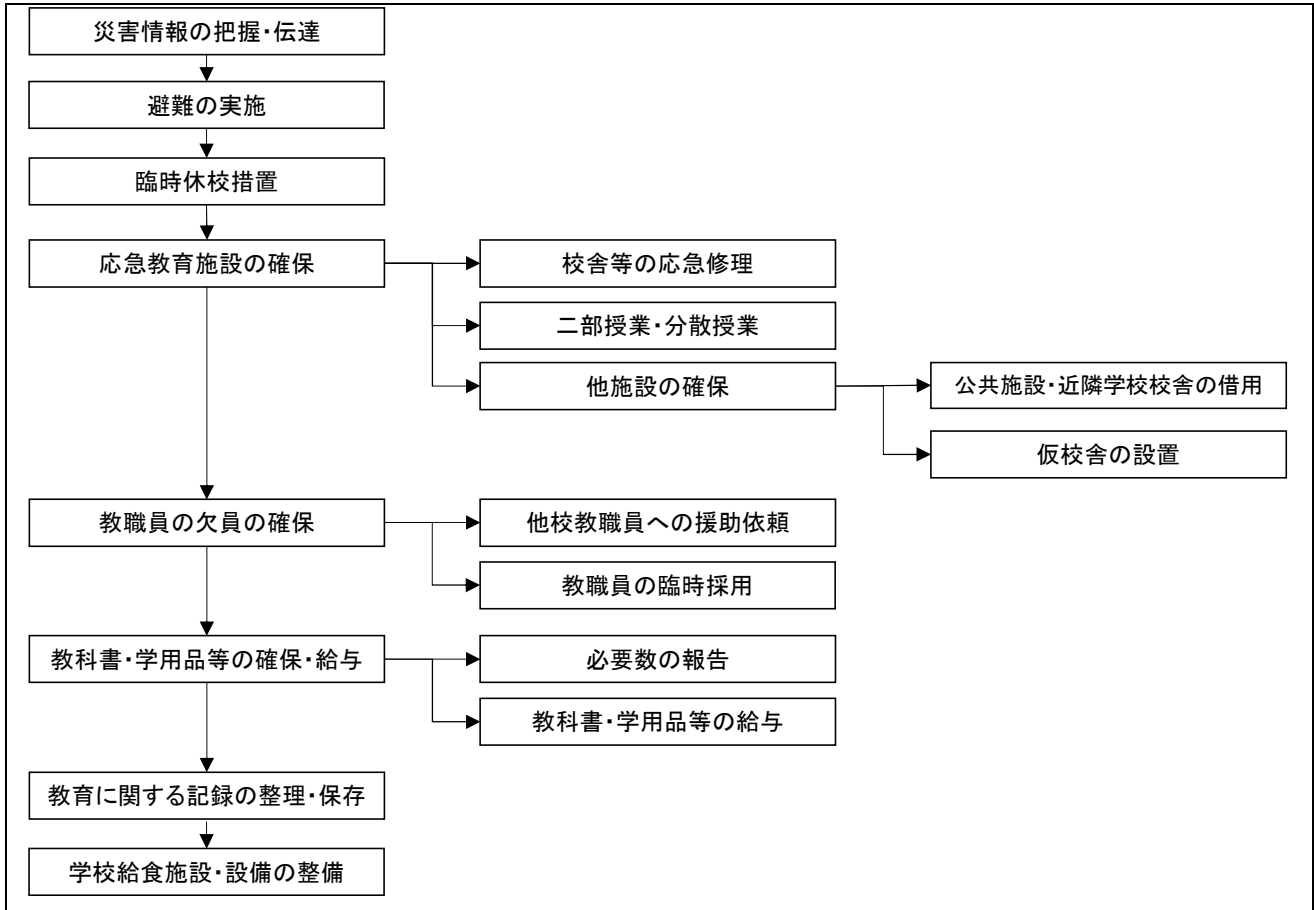 災害情報の把握・伝達
避難の実施
臨時休校措置
応急教育施設の確保
校舎等の応急修理
二部授業・分散授業
他施設の確保
公共施設・近隣学校校舎の借用
仮校舎の設置
教職員の欠員の確保
他校教職員への援助依頼
教職員の臨時採用
教科書・学用品等の確保・給与
必要数の報告
教科書・学用品等の給与
教育に関する記録の整理・保存
学校給食施設・設備の整備